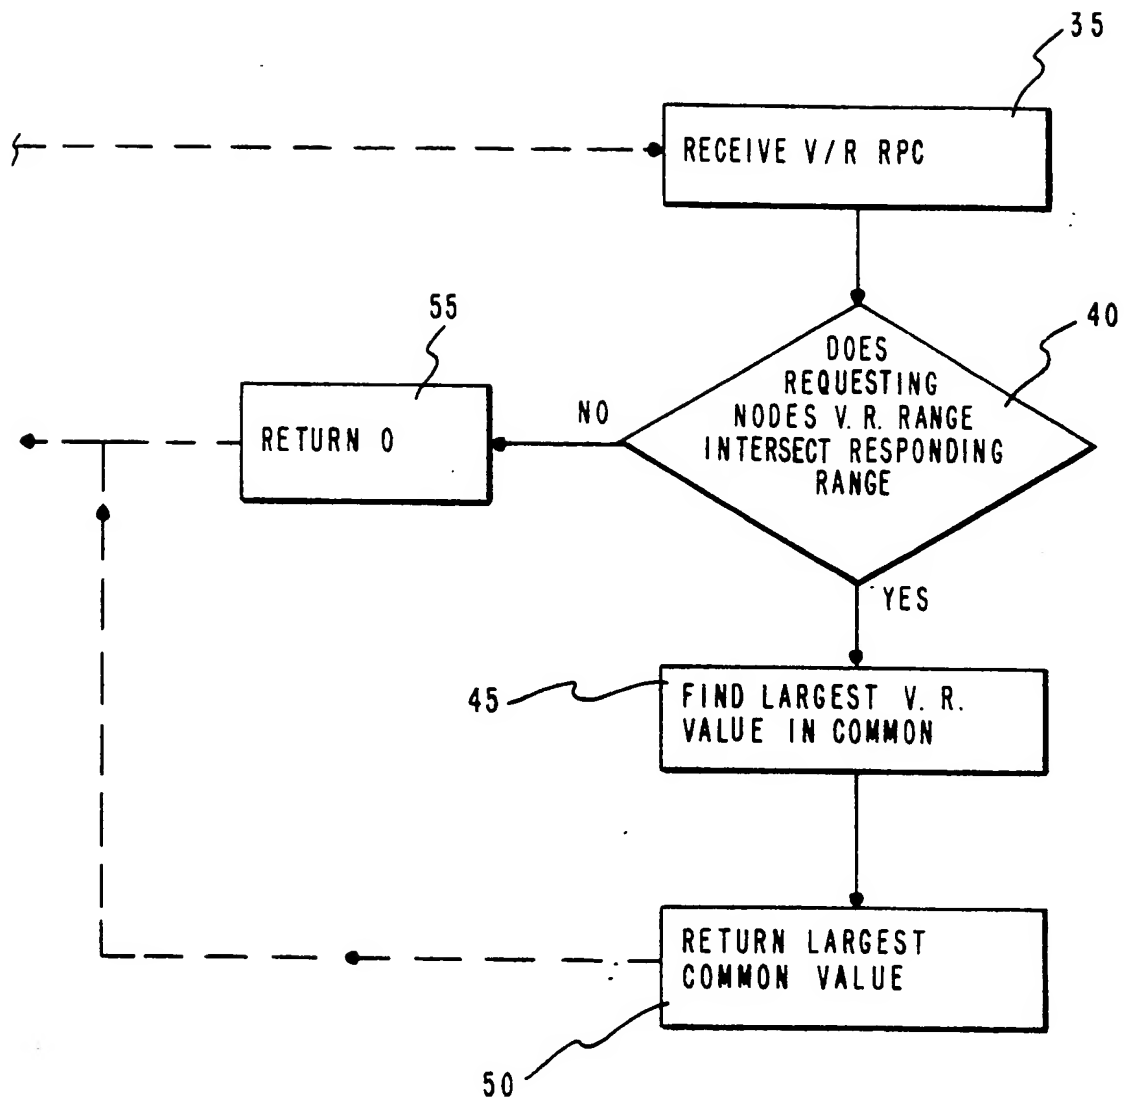 35
RECEIVE V/R RPC
55
40
DOES
REQUESTING
NODES V. R. RANGE
INTERSECT RESPONDING
RANGE
NO
RETURN 0
YES
45
FIND LARGEST V. R.
VALUE IN COMMON
RETURN LARGEST
COMMON VALUE
50